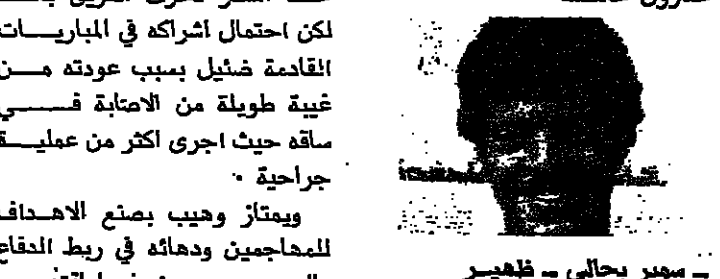 لكن احتمال اشراكه في المباريات
القادمة ضئيل بسبب عودته من
غيبة طويلة من الاصابة في
ساقه حيث اجرى اكثر من عملية
جراحية .
ويمتاز وهيب بصنع الاهداف
للمهاجمين ودهائه في ربط الدفاع
ـ سمير يحالي ـ ظهير